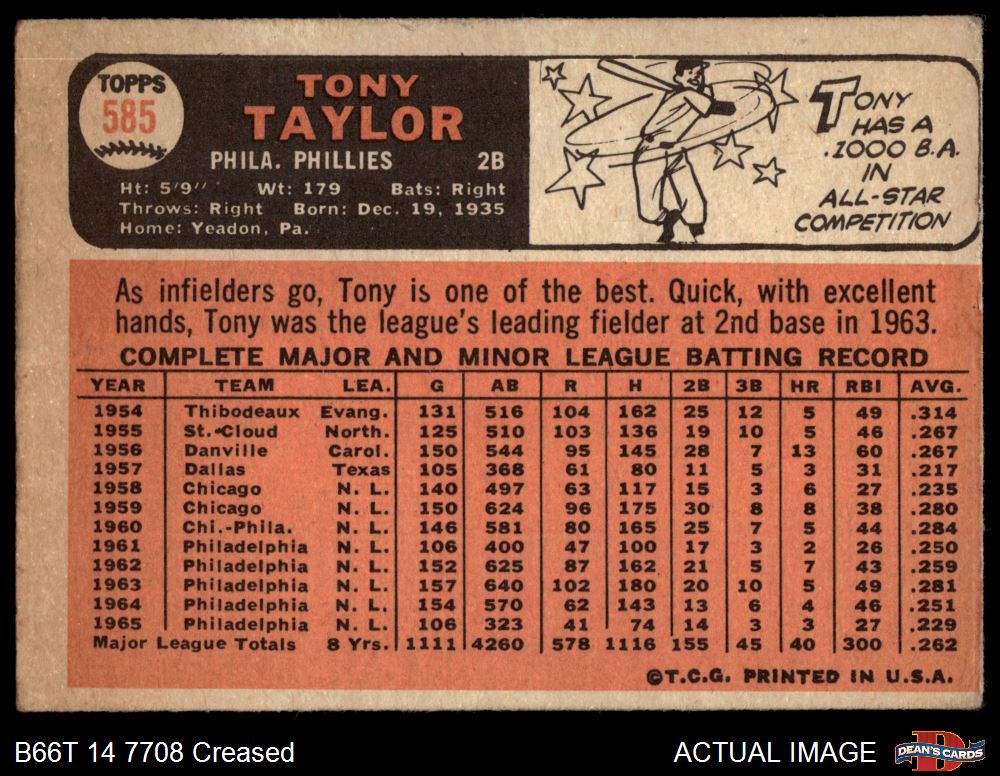 TOPPS
585
TONY
TAYLOR
PHILA. PHILLIES 2B
Ht: 5'9" Wt: 179 Bats: Right
Throws: Right Born: Dec. 19, 1935
Home: Yeadon, Pa.
TONY
HAS A
.1000 B.A.
IN
ALL-STAR
COMPETITION
As infielders go, Tony is one of the best. Quick, with excellent
hands, Tony was the league's leading fielder at 2nd base in 1963.
COMPLETE MAJOR AND MINOR LEAGUE BATTING RECORD
YEAR TEAM LEA. G AB R H 2B 3B HR RBI AVG.
1954 Thibodeaux Evang. 131 516 104 162 25 12 5 49 .314
1955 St. Cloud North. 125 510 103 136 19 10 5 46 .267
1956 Danville Carol. 150 544 95 145 28 7 13 60 .267
1957 Dallas Texas 105 368 61 80 11 5 3 31 .217
1958 Chicago N. L. 140 497 63 117 15 3 6 27 .235
1959 Chicago N. L. 150 624 96 175 30 8 8 38 .280
1960 Chi.-Phila. N. L. 146 581 80 165 25 7 5 44 .284
1961 Philadelphia N. L. 106 400 47 100 17 3 2 26 .250
1962 Philadelphia N. L. 152 625 87 162 21 5 7 43 .259
1963 Philadelphia N. L. 157 640 102 180 20 10 5 49 .281
1964 Philadelphia N. L. 154 570 62 143 13 6 4 46 .251
1965 Philadelphia N. L. 106 323 41 74 14 3 3 27 .229
Major League Totals 8 Yrs. 1111 4260 578 1116 155 45 40 300 .262
©T.C.G. PRINTED IN U.S.A.
B66T 14 7708 Creased
ACTUAL IMAGE
DEAN'S CARDS